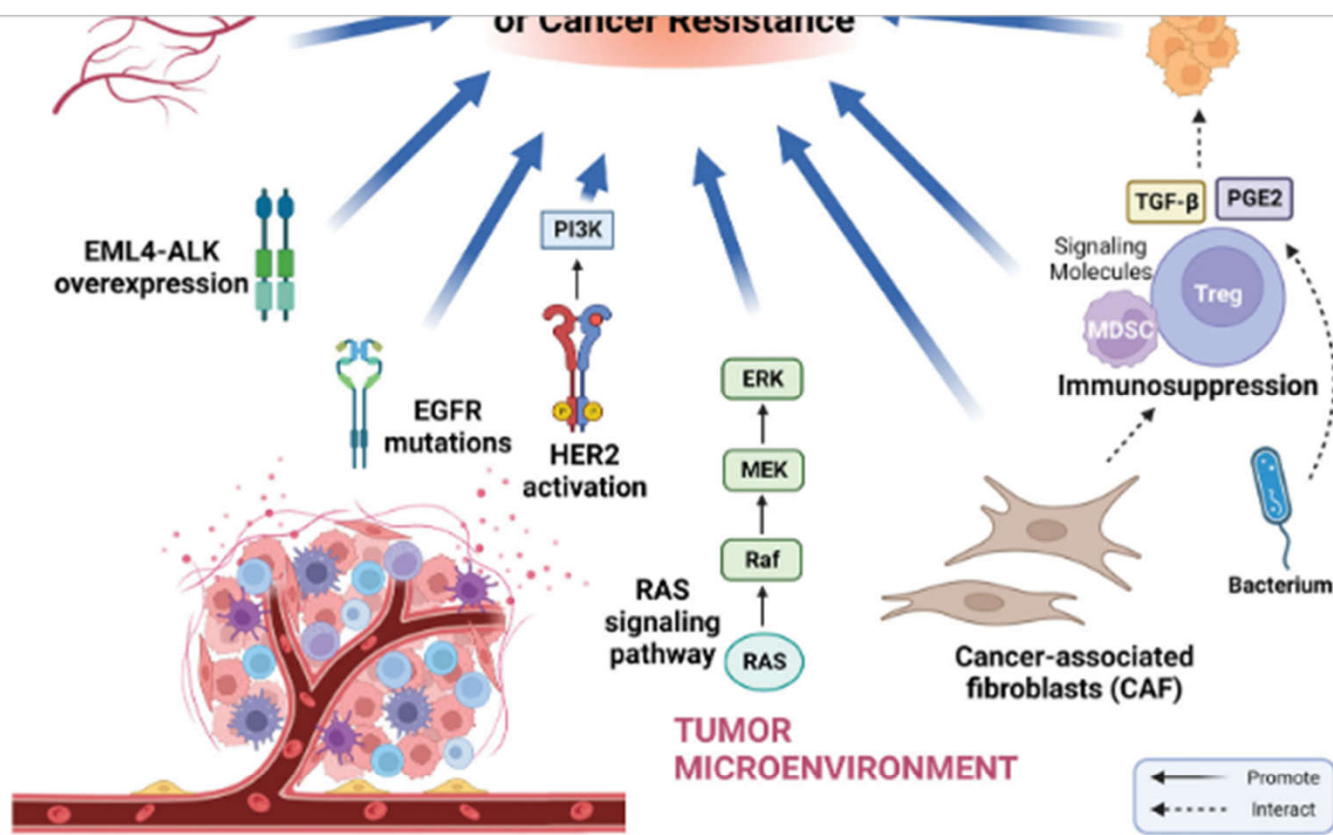 or Cancer Resistance
EML4-ALK
overexpression
EGFR
mutations
PI3K
HER2
activation
ERK
MEK
Raf
RAS
RAS
signaling
pathway
TGF-β
PGE2
Signaling
Molecules
Treg
MDSC
Immunosuppression
Bacterium
Cancer-associated
fibroblasts (CAF)
TUMOR
MICROENVIRONMENT
Promote
Interact